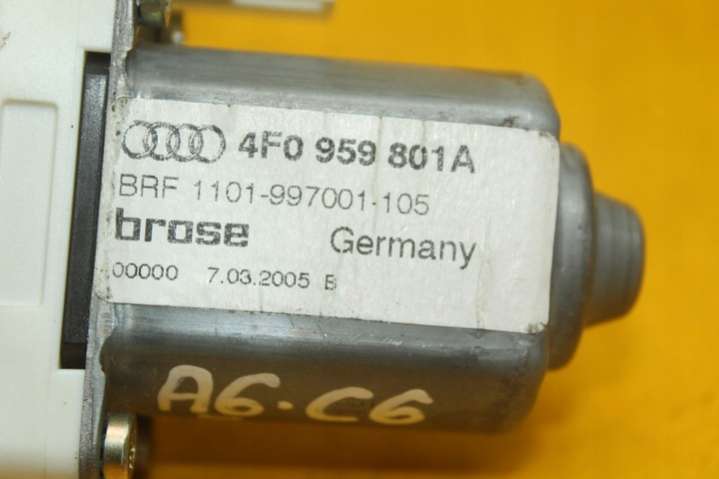 4F0 959 801A
BRF 1101-997001-105
brose Germany
00000 7.03.2005 B
A6·C6